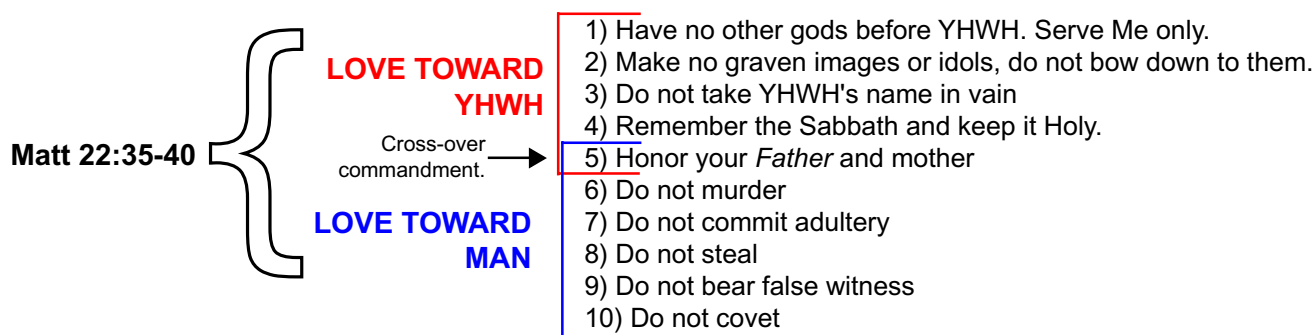 Matt 22:35-40
LOVE TOWARD
YHWH
Cross-over
commandment.
LOVE TOWARD
MAN
1) Have no other gods before YHWH. Serve Me only.
2) Make no graven images or idols, do not bow down to them.
3) Do not take YHWH's name in vain
4) Remember the Sabbath and keep it Holy.
5) Honor your Father and mother
6) Do not murder
7) Do not commit adultery
8) Do not steal
9) Do not bear false witness
10) Do not covet